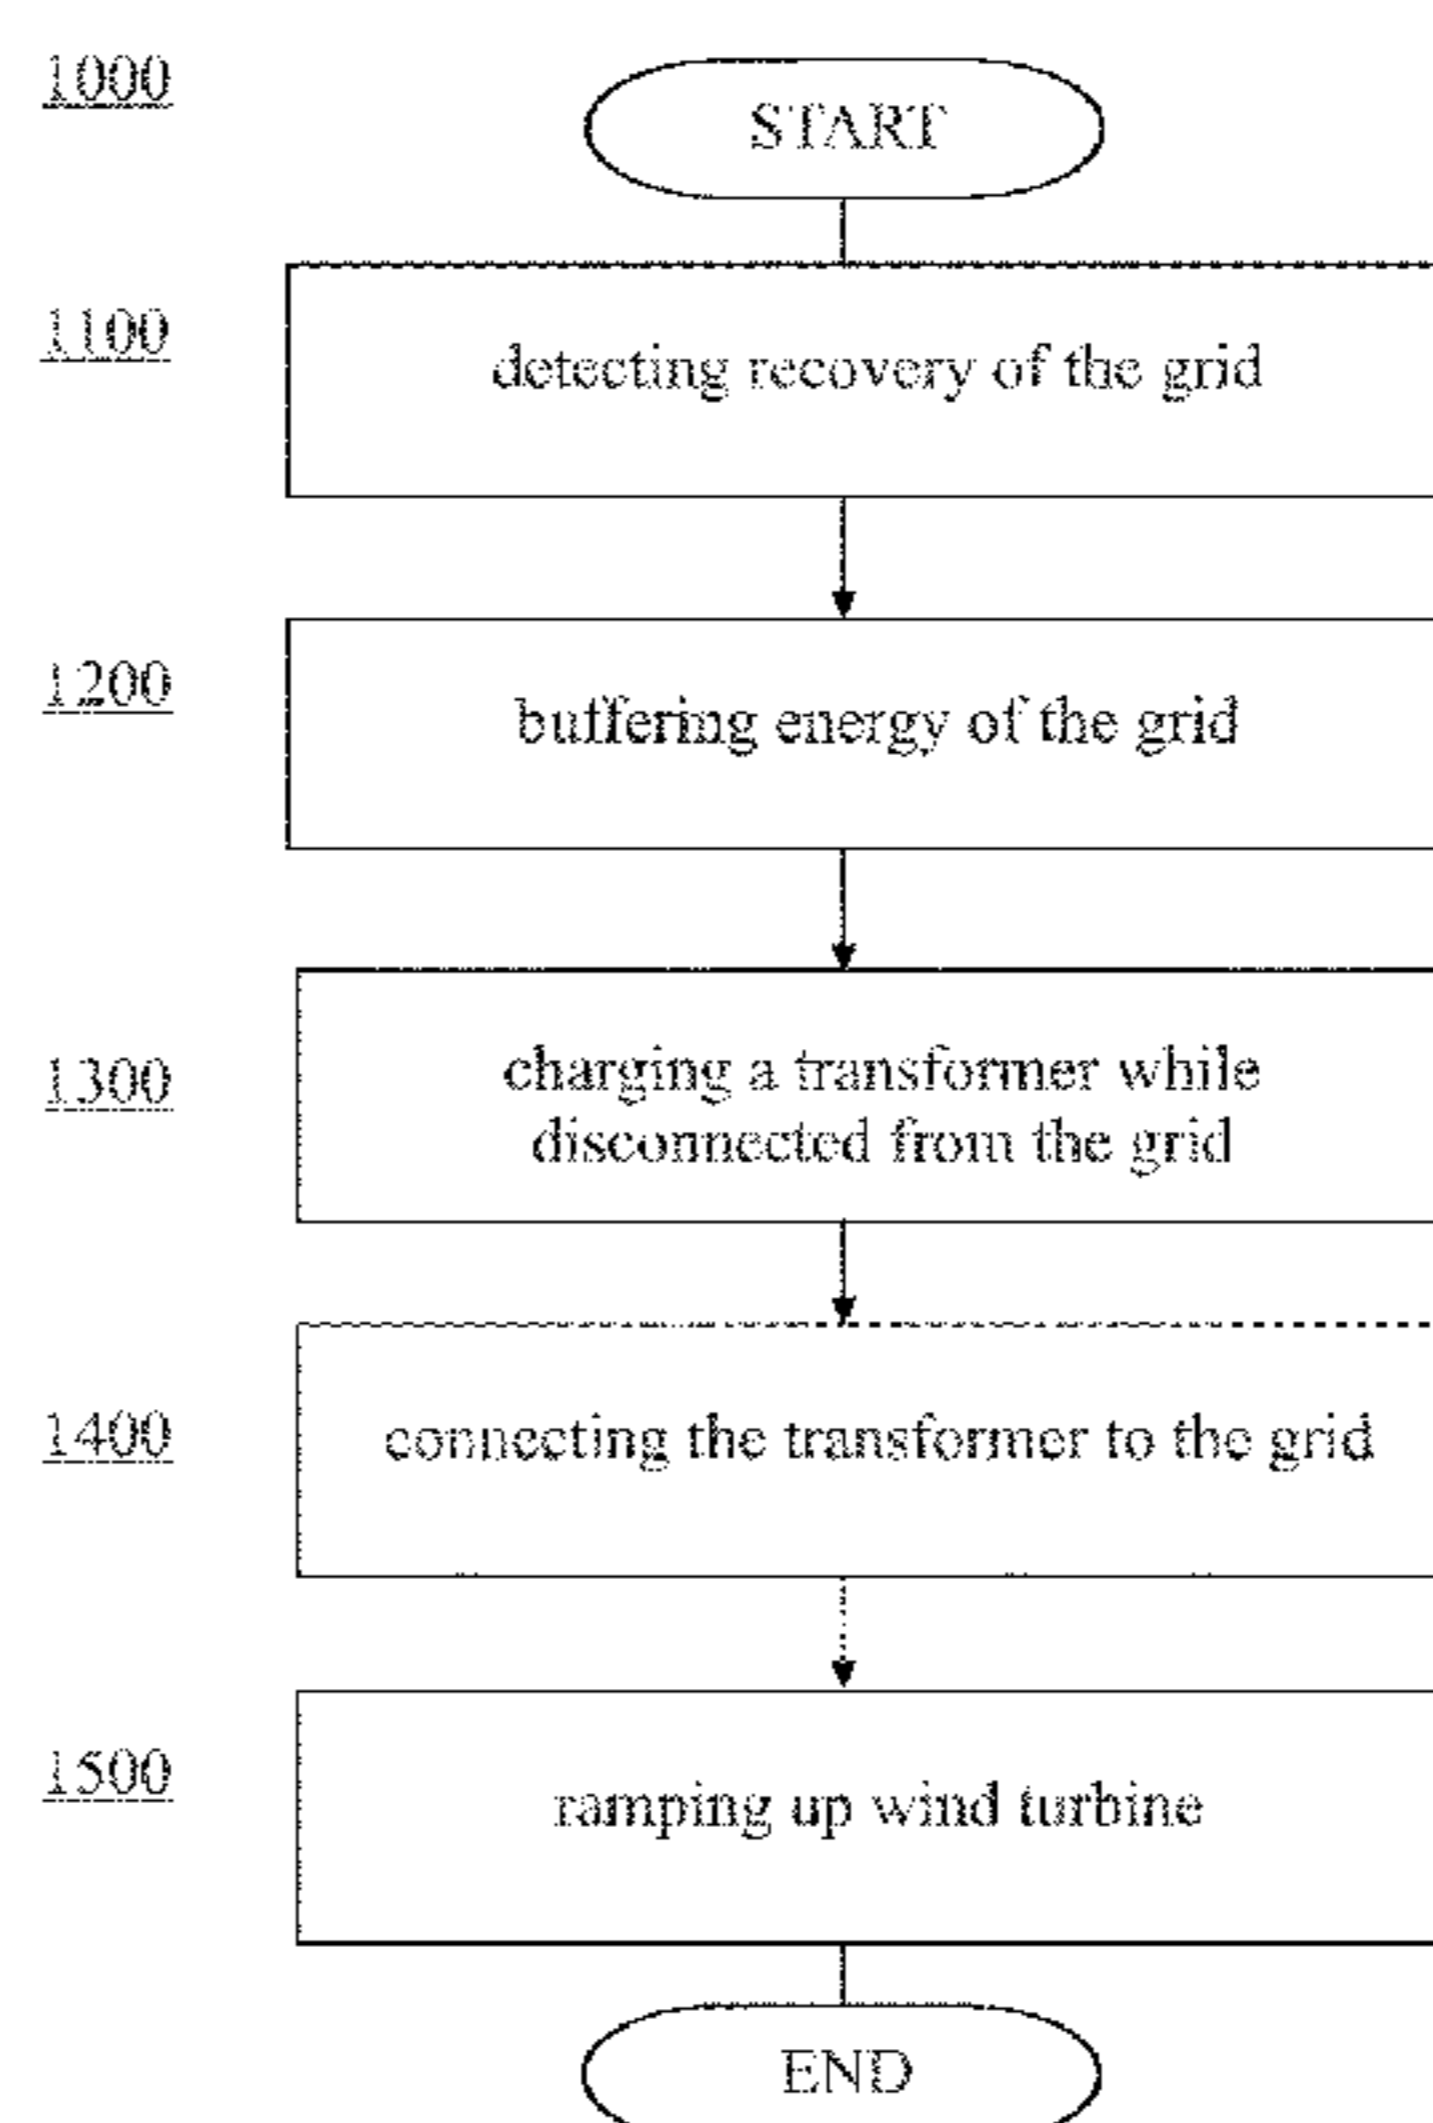 1000
START
1100
detecting recovery of the grid
1200
buffering energy of the grid
1300
charging a transformer while
disconnected from the grid
1400
connecting the transformer to the grid
1500
ramping up wind turbine
END